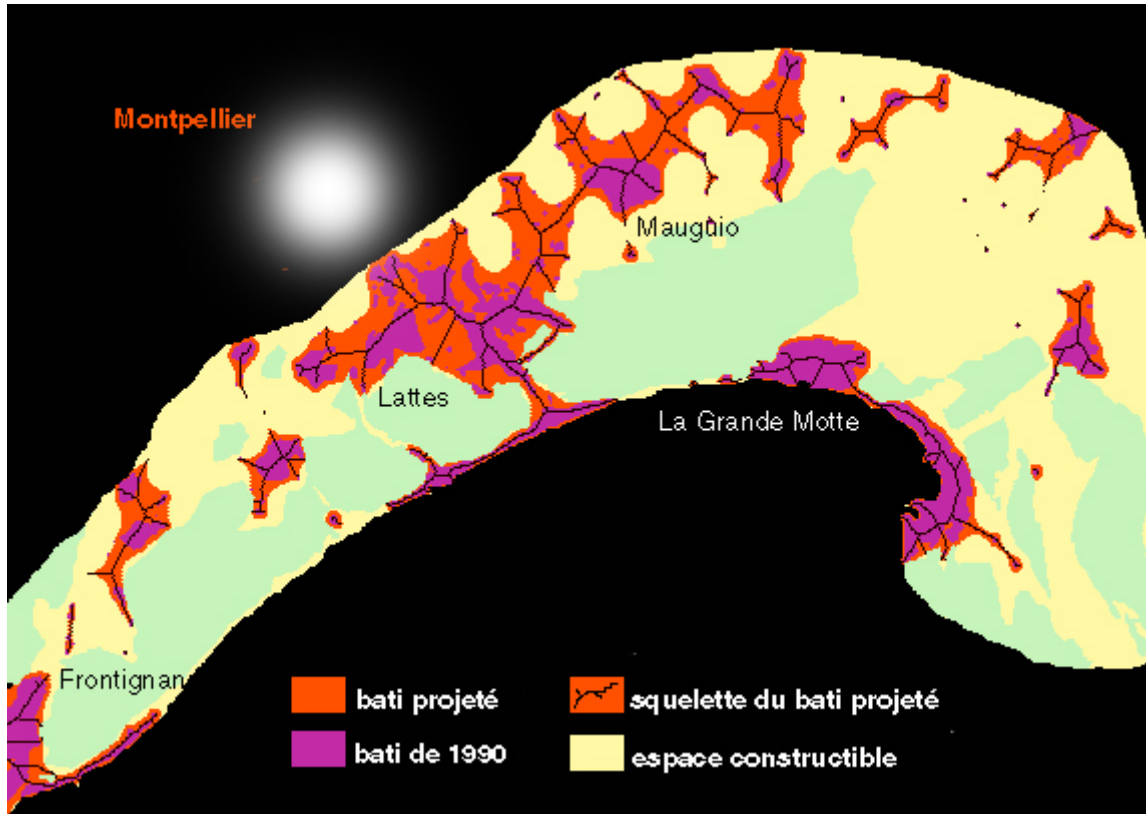 Montpellier
Mauguio
Lattes
La Grande Motte
Frontignan
bati projeté
squelette du bati projeté
bati de 1990
espace constructible